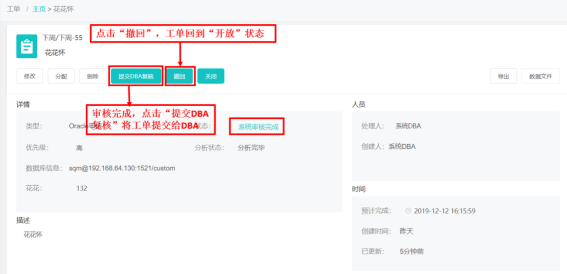 工单 / 主页 > 花花怀
下周/下周-55
花花怀
点击“撤回”，工单回到“开放”状态
修改 分配 删除 提交DBA复核 撤回 关闭 导出 数据文件
详情
人员
审核完成，点击“提交DBA
复核”将工单提交给DBA
类型： Oracle 状态： 系统审核完成
处理人： 系统DBA
优先级： 高 分析状态： 分析完毕
创建人： 系统DBA
数据库信息： sqm@192.168.64.130:1521/custom
花花： 132
时间
预计完成： 2019-12-12 16:15:59
描述
花花怀
创建时间： 昨天
已更新： 5分钟前